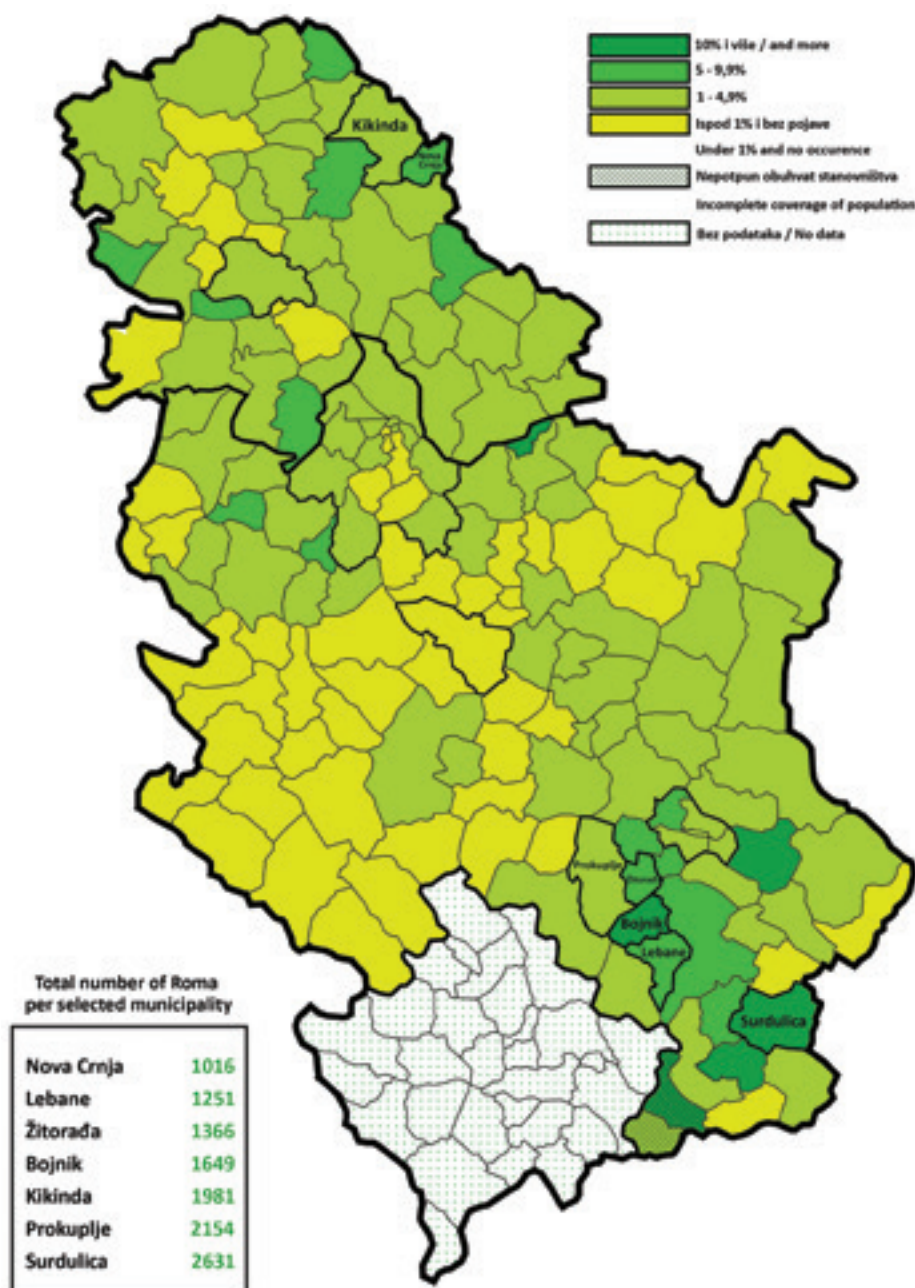 10% i više / and more
5 - 9,9%
1 - 4,9%
Ispod 1% i bez pojave
Under 1% and no occurence
Nepotpun obuhvat stanovništva
Incomplete coverage of population
Bez podataka / No data
Kikinda
Nova
Crnja
Prokuplje
Bojnik
Lebane
Surdulica
Total number of Roma
per selected municipality
Nova Crnja 1016
Lebane 1251
Žitorađa 1366
Bojnik 1649
Kikinda 1981
Prokuplje 2154
Surdulica 2631